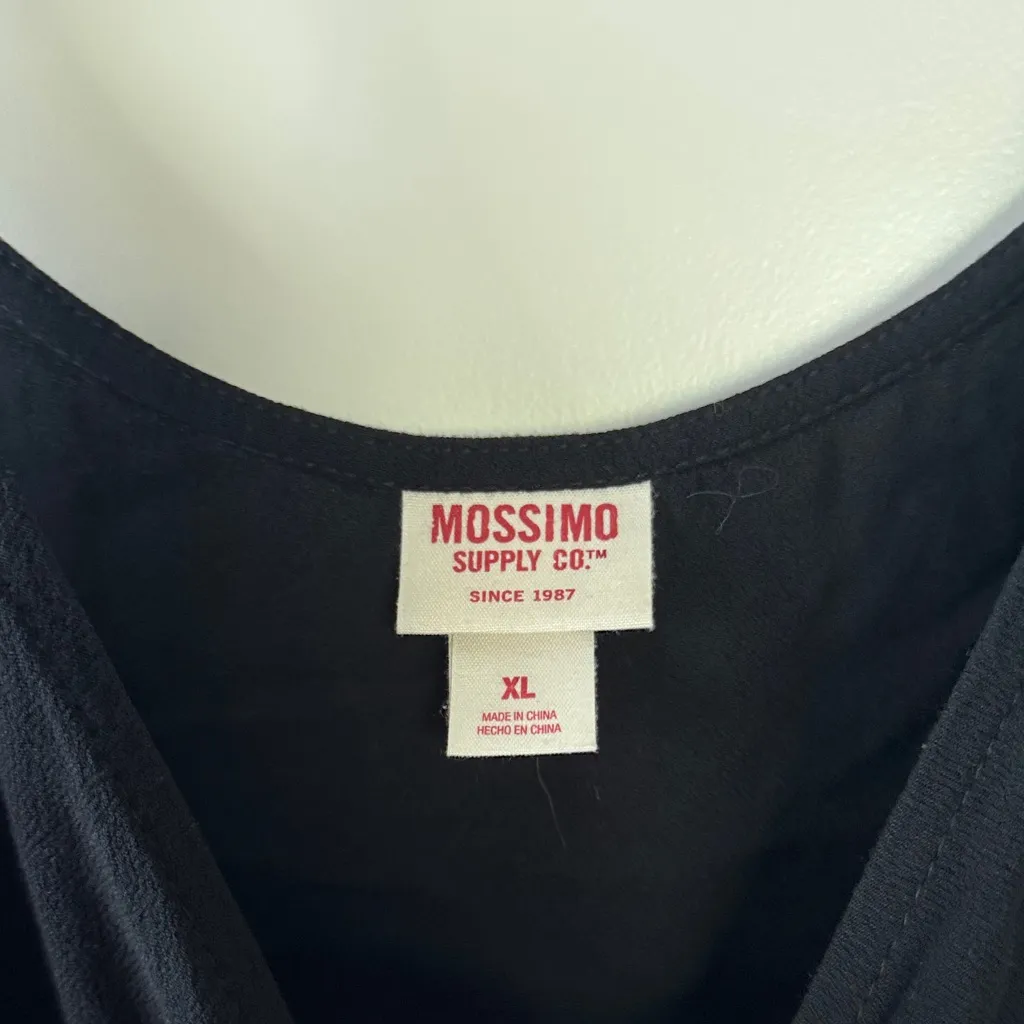 MOSSIMO
SUPPLY CO.™
SINCE 1987
XL
MADE IN CHINA
HECHO EN CHINA